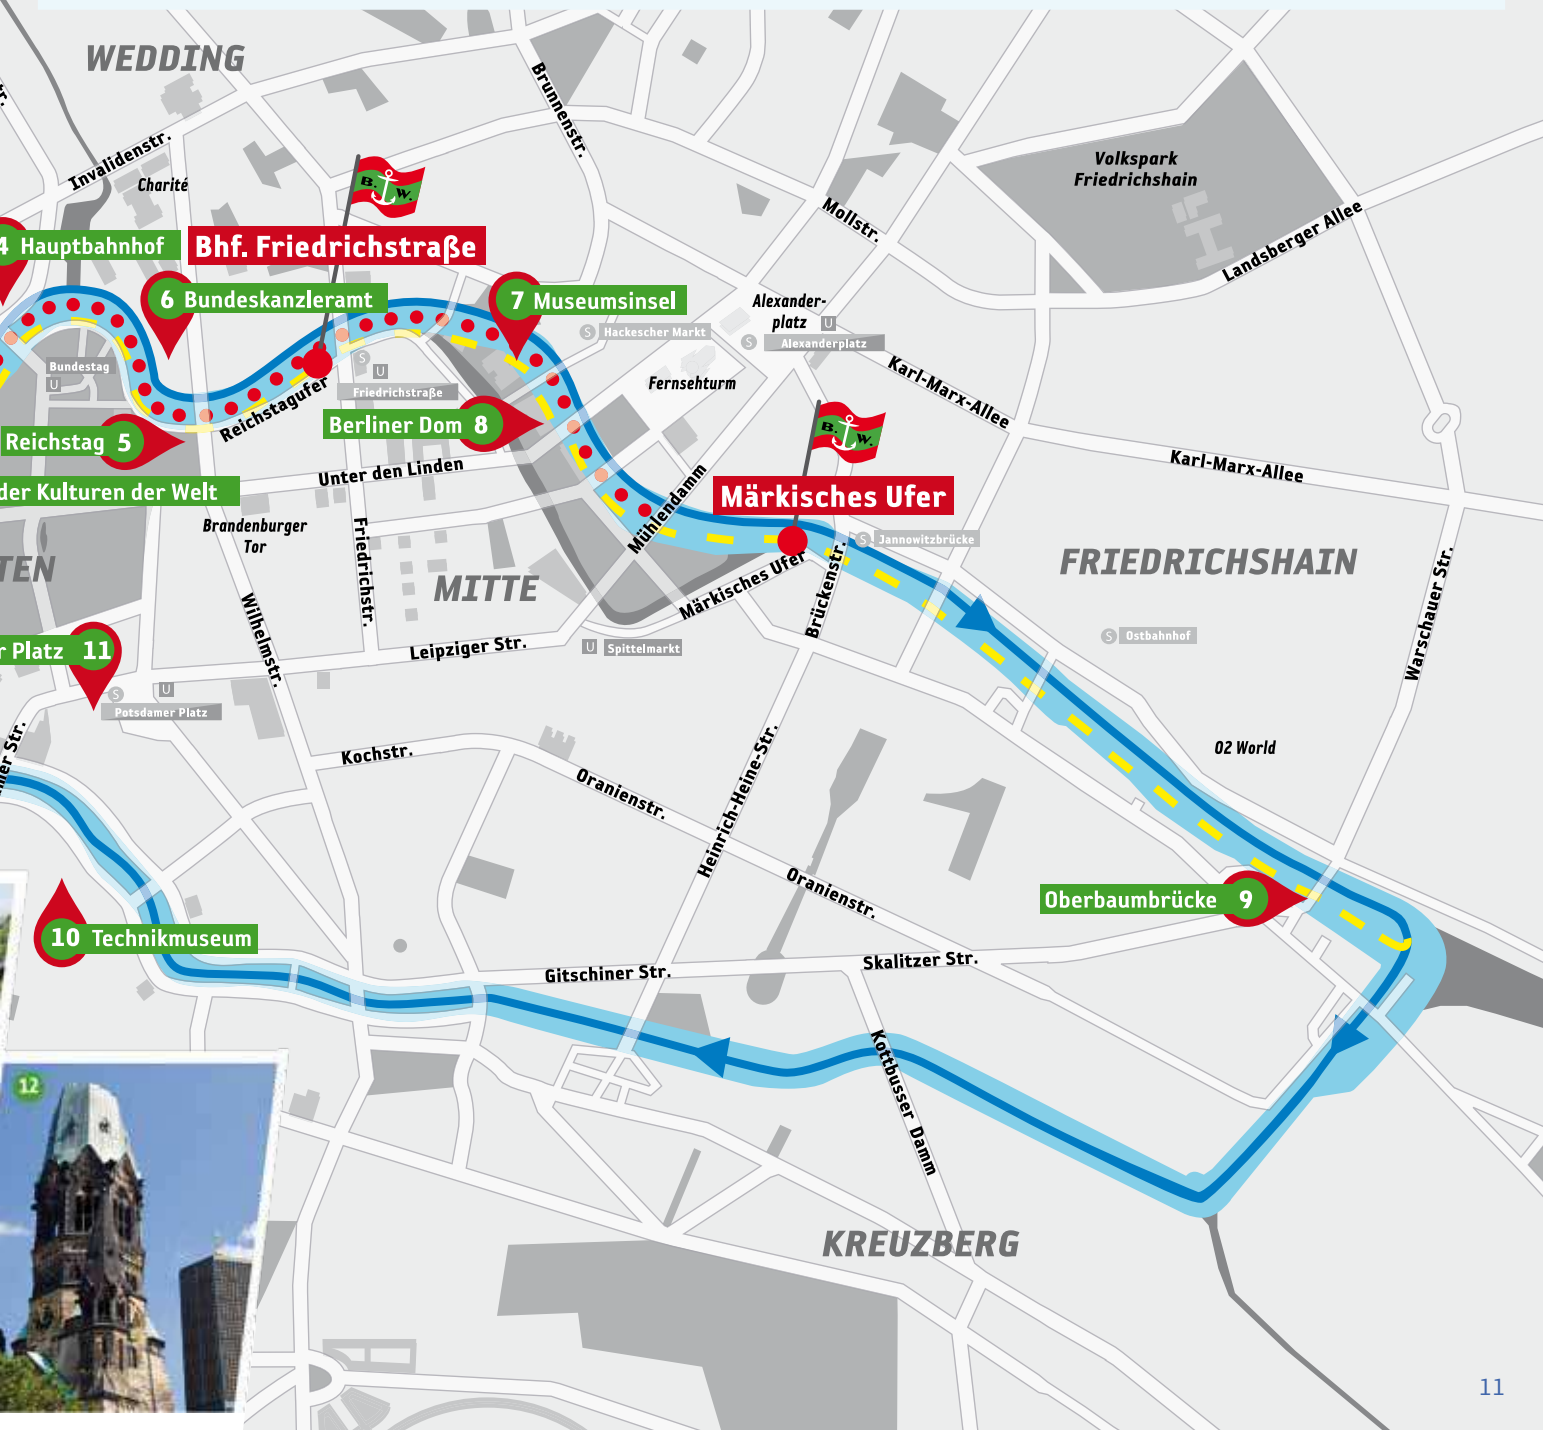 WEDDING
Brunnenstr.
Invalidenstr.
Charité
Volkspark
Friedrichshain
Mollstr.
Landsberger Allee
B. W.
4 Hauptbahnhof
Bhf. Friedrichstraße
6 Bundeskanzleramt
7 Museumsinsel
Alexander-
platz
U
S Hackescher Markt
S Alexanderplatz
Bundestag
U
S
U
Friedrichstraße
Fernsehturm
Karl-Marx-Allee
Reichstagufer
Berliner Dom 8
B. W.
Reichstag 5
Unter den Linden
Karl-Marx-Allee
der Kulturen der Welt
Märkisches Ufer
Mühlendamm
Brandenburger
Tor
Friedrichstr.
S Jannowitzbrücke
TEN
MITTE
FRIEDRICHSHAIN
Märkisches Ufer
Brückenstr.
Warschauer Str.
Wilhelmstr.
S Ostbahnhof
r Platz 11
Leipziger Str.
U Spittelmarkt
S
U
Potsdamer Platz
Str.
Kochstr.
O2 World
Oranienstr.
Heinrich-Heine-Str.
Oranienstr.
Oberbaumbrücke 9
10 Technikmuseum
Gitschiner Str.
Skalitzer Str.
Kottbusser Damm
12
KREUZBERG
11